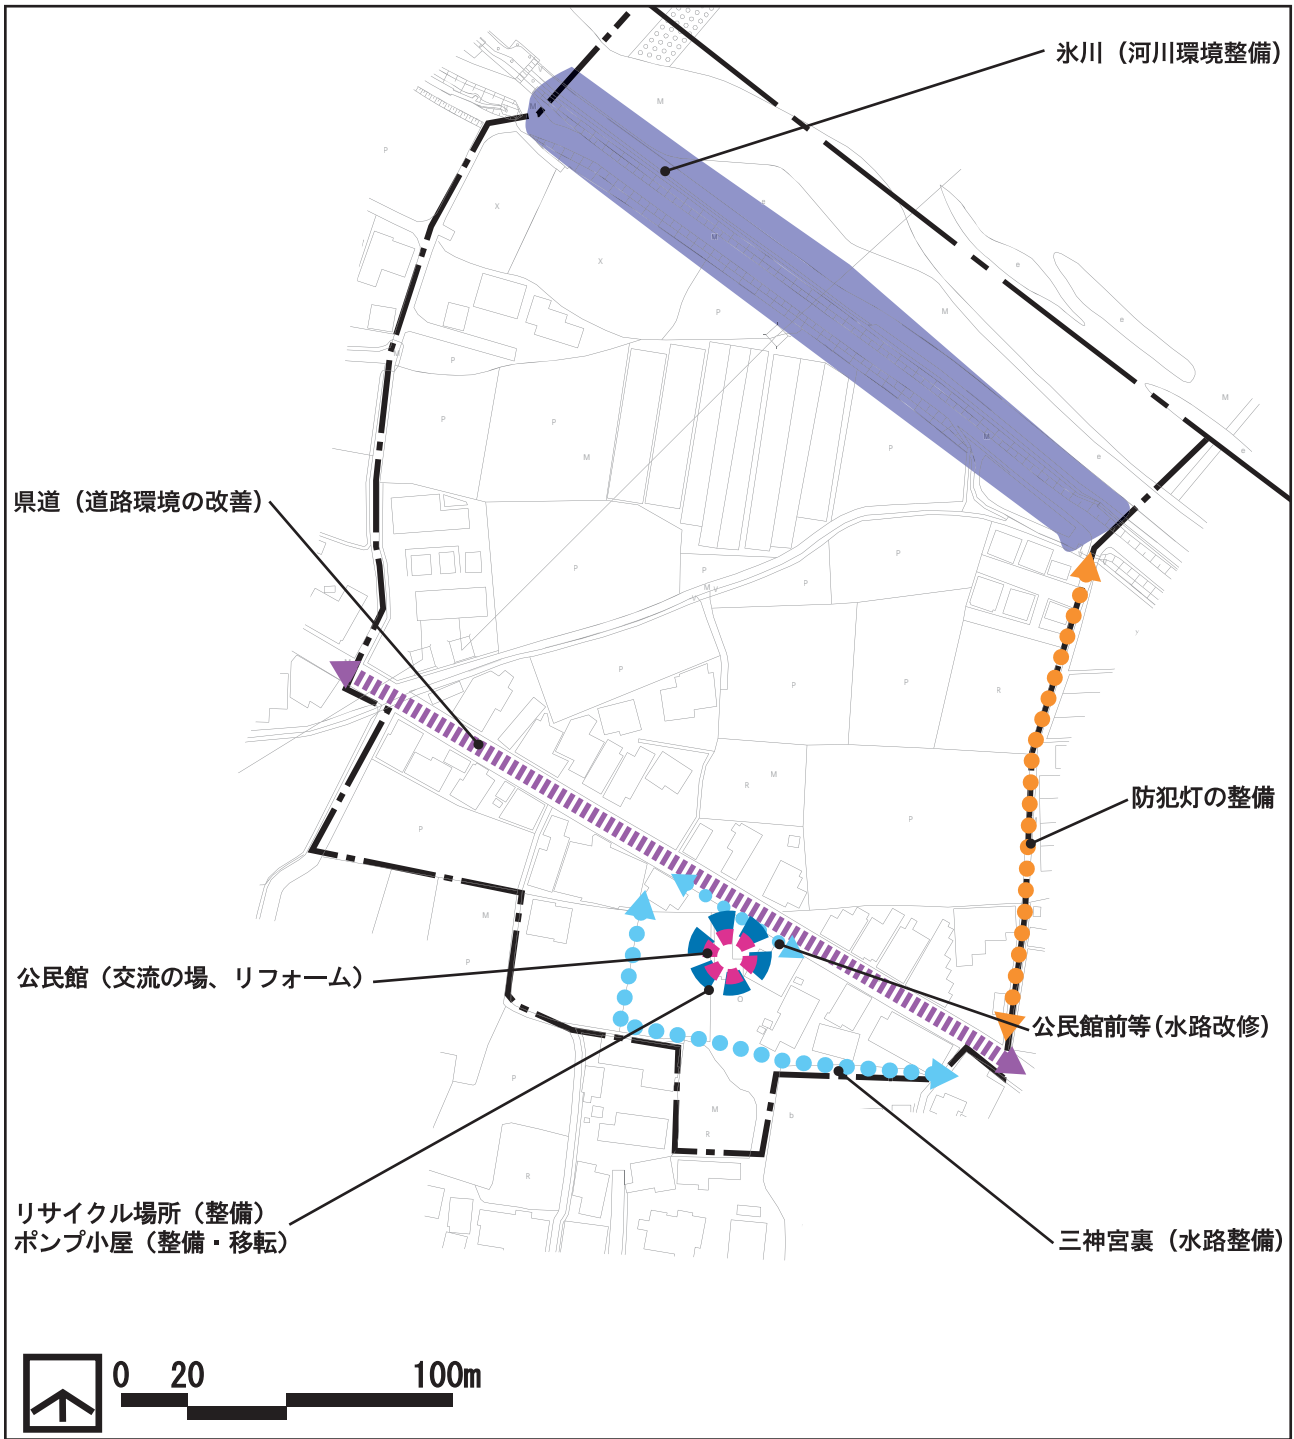 氷川（河川環境整備）
県道（道路環境の改善）
防犯灯の整備
公民館（交流の場、リフォーム）
公民館前等（水路改修）
リサイクル場所（整備）
ポンプ小屋（整備・移転）
三神宮裏（水路整備）
0 20 100m